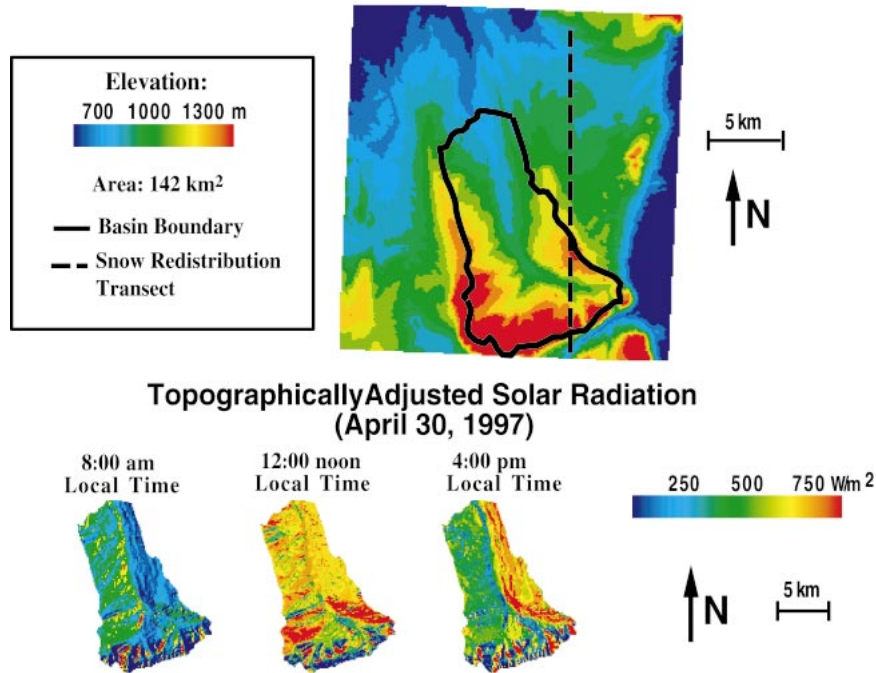 Elevation:
700 1000 1300 m
Area: 142 km2
Basin Boundary
Snow Redistribution
Transect
5 km
N
TopographicallyAdjusted Solar Radiation
(April 30, 1997)
8:00 am
Local Time
12:00 noon
Local Time
4:00 pm
Local Time
250 500 750 W/m2
N
5 km